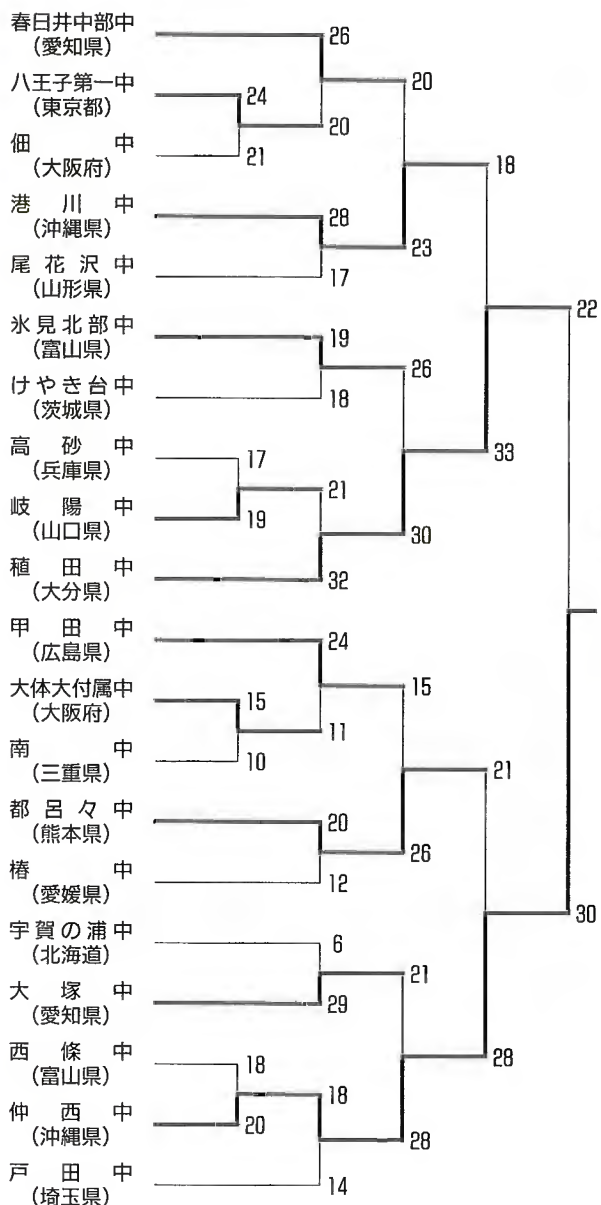 春日井中部中
(愛知県)
26
八王子第一中
(東京都)
24
20
20
佃中
(大阪府)
21
18
港川中
(沖縄県)
28
23
尾花沢中
(山形県)
17
22
氷見北部中
(富山県)
19
26
けやき台中
(茨城県)
18
高砂中
(兵庫県)
17
33
21
岐陽中
(山口県)
19
30
稙田中
(大分県)
32
甲田中
(広島県)
24
15
大体大付属中
(大阪府)
15
11
南中
(三重県)
10
21
都呂々中
(熊本県)
20
26
椿中
(愛媛県)
12
30
宇賀の浦中
(北海道)
6
21
大塚中
(愛知県)
29
28
西條中
(富山県)
18
18
仲西中
(沖縄県)
20
28
戸田中
(埼玉県)
14